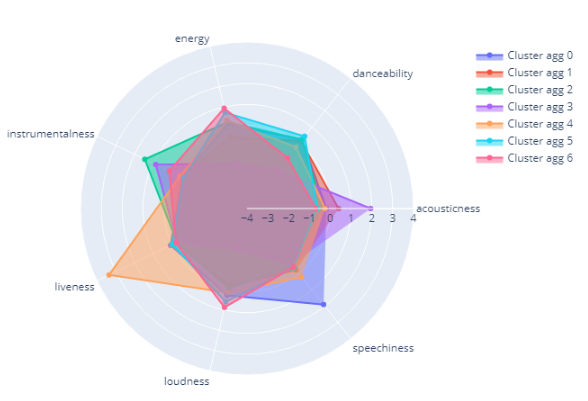 energy
danceability
instrumentalness
acousticness
−4 −3 −2 −1 0 1 2 3 4
liveness
speechiness
loudness
Cluster agg 0
Cluster agg 1
Cluster agg 2
Cluster agg 3
Cluster agg 4
Cluster agg 5
Cluster agg 6